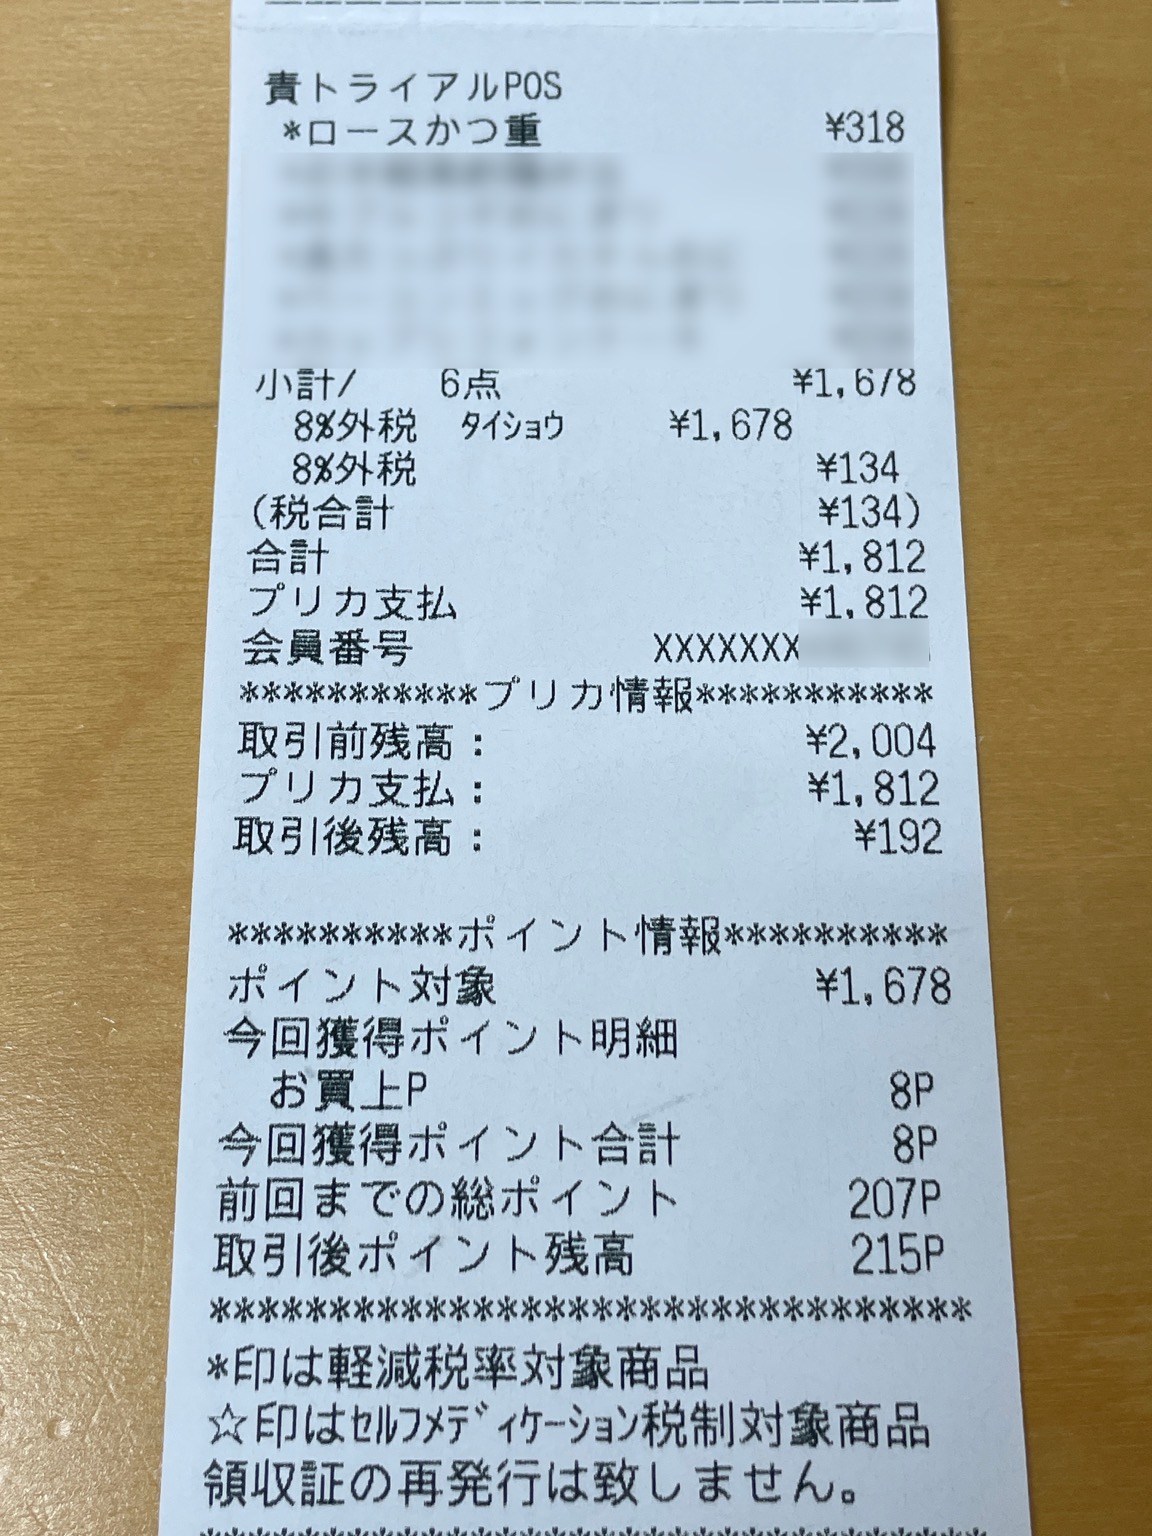 責トライアルPOS
*ロースかつ重 ¥318
小計/ 6点 ¥1,678
8%外税 ﾀｲｼｮｳ ¥1,678
8%外税 ¥134
(税合計 ¥134)
合計 ¥1,812
プリカ支払 ¥1,812
会員番号 XXXXXXX
***********プリカ情報***********
取引前残高: ¥2,004
プリカ支払: ¥1,812
取引後残高: ¥192
**********ポイント情報**********
ポイント対象 ¥1,678
今回獲得ポイント明細
お買上P 8P
今回獲得ポイント合計 8P
前回までの総ポイント 207P
取引後ポイント残高 215P
********************************
*印は軽減税率対象商品
☆印はｾﾙﾌﾒﾃﾞｨｹｰｼｮﾝ税制対象商品
領収証の再発行は致しません。